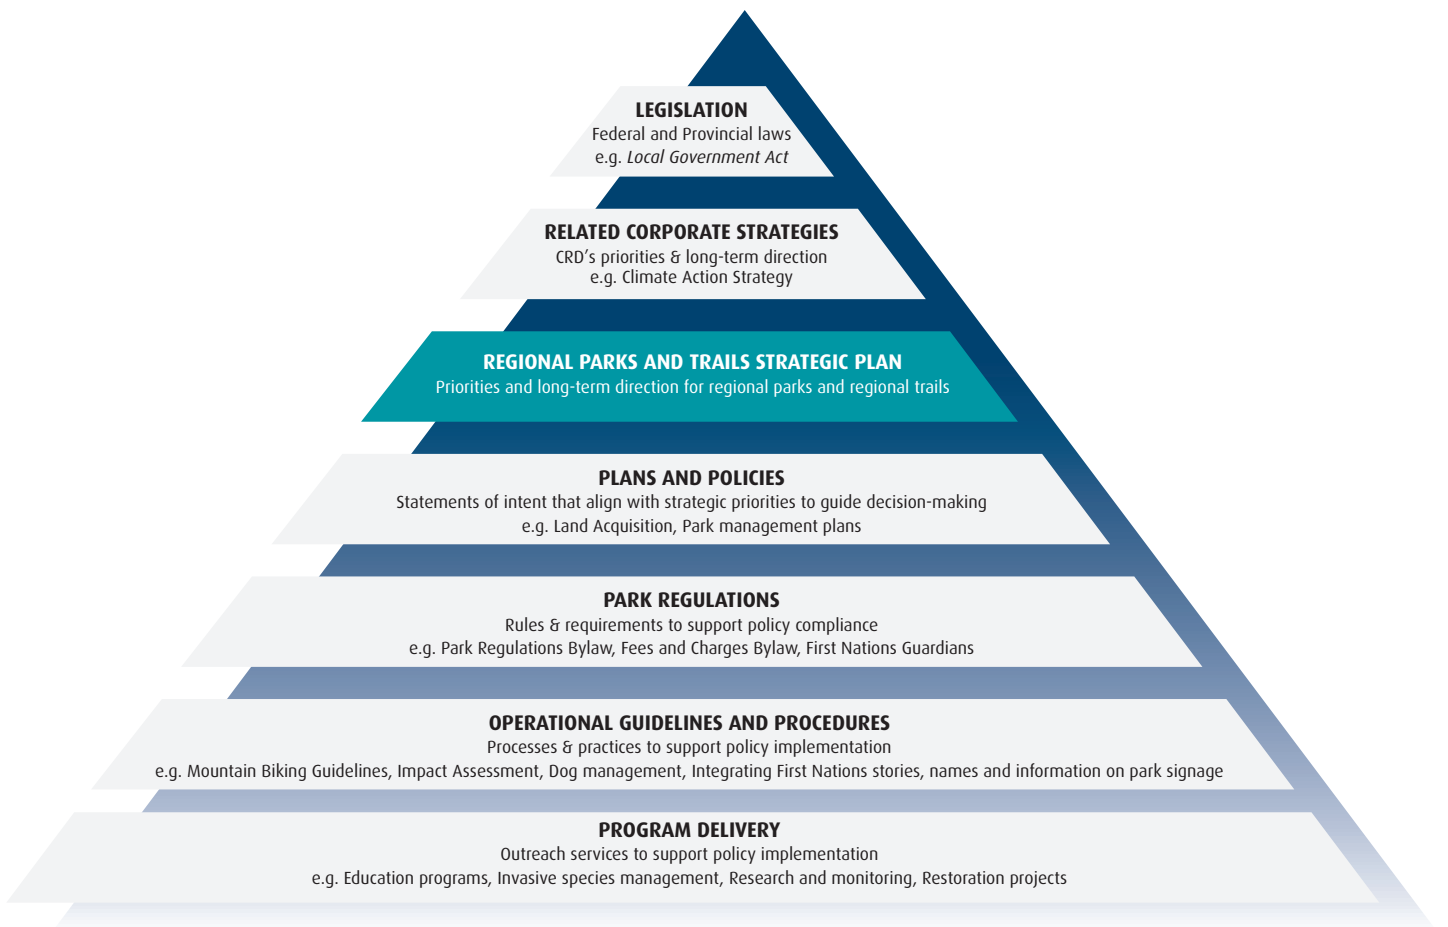 LEGISLATION
Federal and Provincial laws
e.g. Local Government Act
RELATED CORPORATE STRATEGIES
CRD's priorities & long-term direction
e.g. Climate Action Strategy
REGIONAL PARKS AND TRAILS STRATEGIC PLAN
Priorities and long-term direction for regional parks and regional trails
PLANS AND POLICIES
Statements of intent that align with strategic priorities to guide decision-making
e.g. Land Acquisition, Park management plans
PARK REGULATIONS
Rules & requirements to support policy compliance
e.g. Park Regulations Bylaw, Fees and Charges Bylaw, First Nations Guardians
OPERATIONAL GUIDELINES AND PROCEDURES
Processes & practices to support policy implementation
e.g. Mountain Biking Guidelines, Impact Assessment, Dog management, Integrating First Nations stories, names and information on park signage
PROGRAM DELIVERY
Outreach services to support policy implementation
e.g. Education programs, Invasive species management, Research and monitoring, Restoration projects